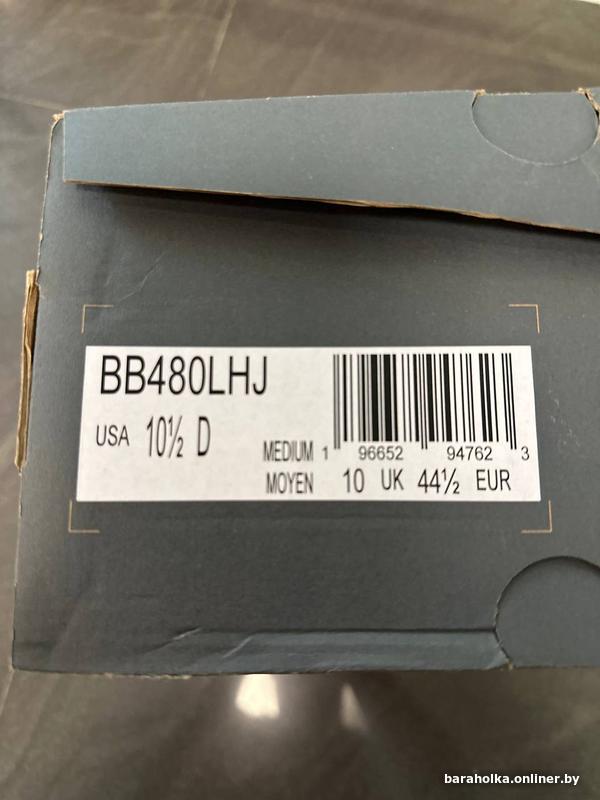 BB480LHJ
USA 10½ D
MEDIUM 1 96652 94762 3
MOYEN 10 UK 44½ EUR
baraholka.onliner.by